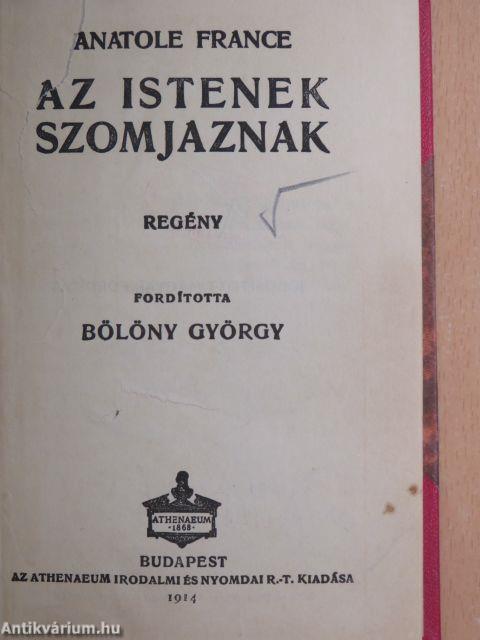 ANATOLE FRANCE
AZ ISTENEK
SZOMJAZNAK
REGÉNY
FORDÍTOTTA
BÖLÖNY GYÖRGY
ATHENAEUM
·1868·
BUDAPEST
AZ ATHENAEUM IRODALMI ÉS NYOMDAI R.-T. KIADÁSA
1914
Antikvárium.hu